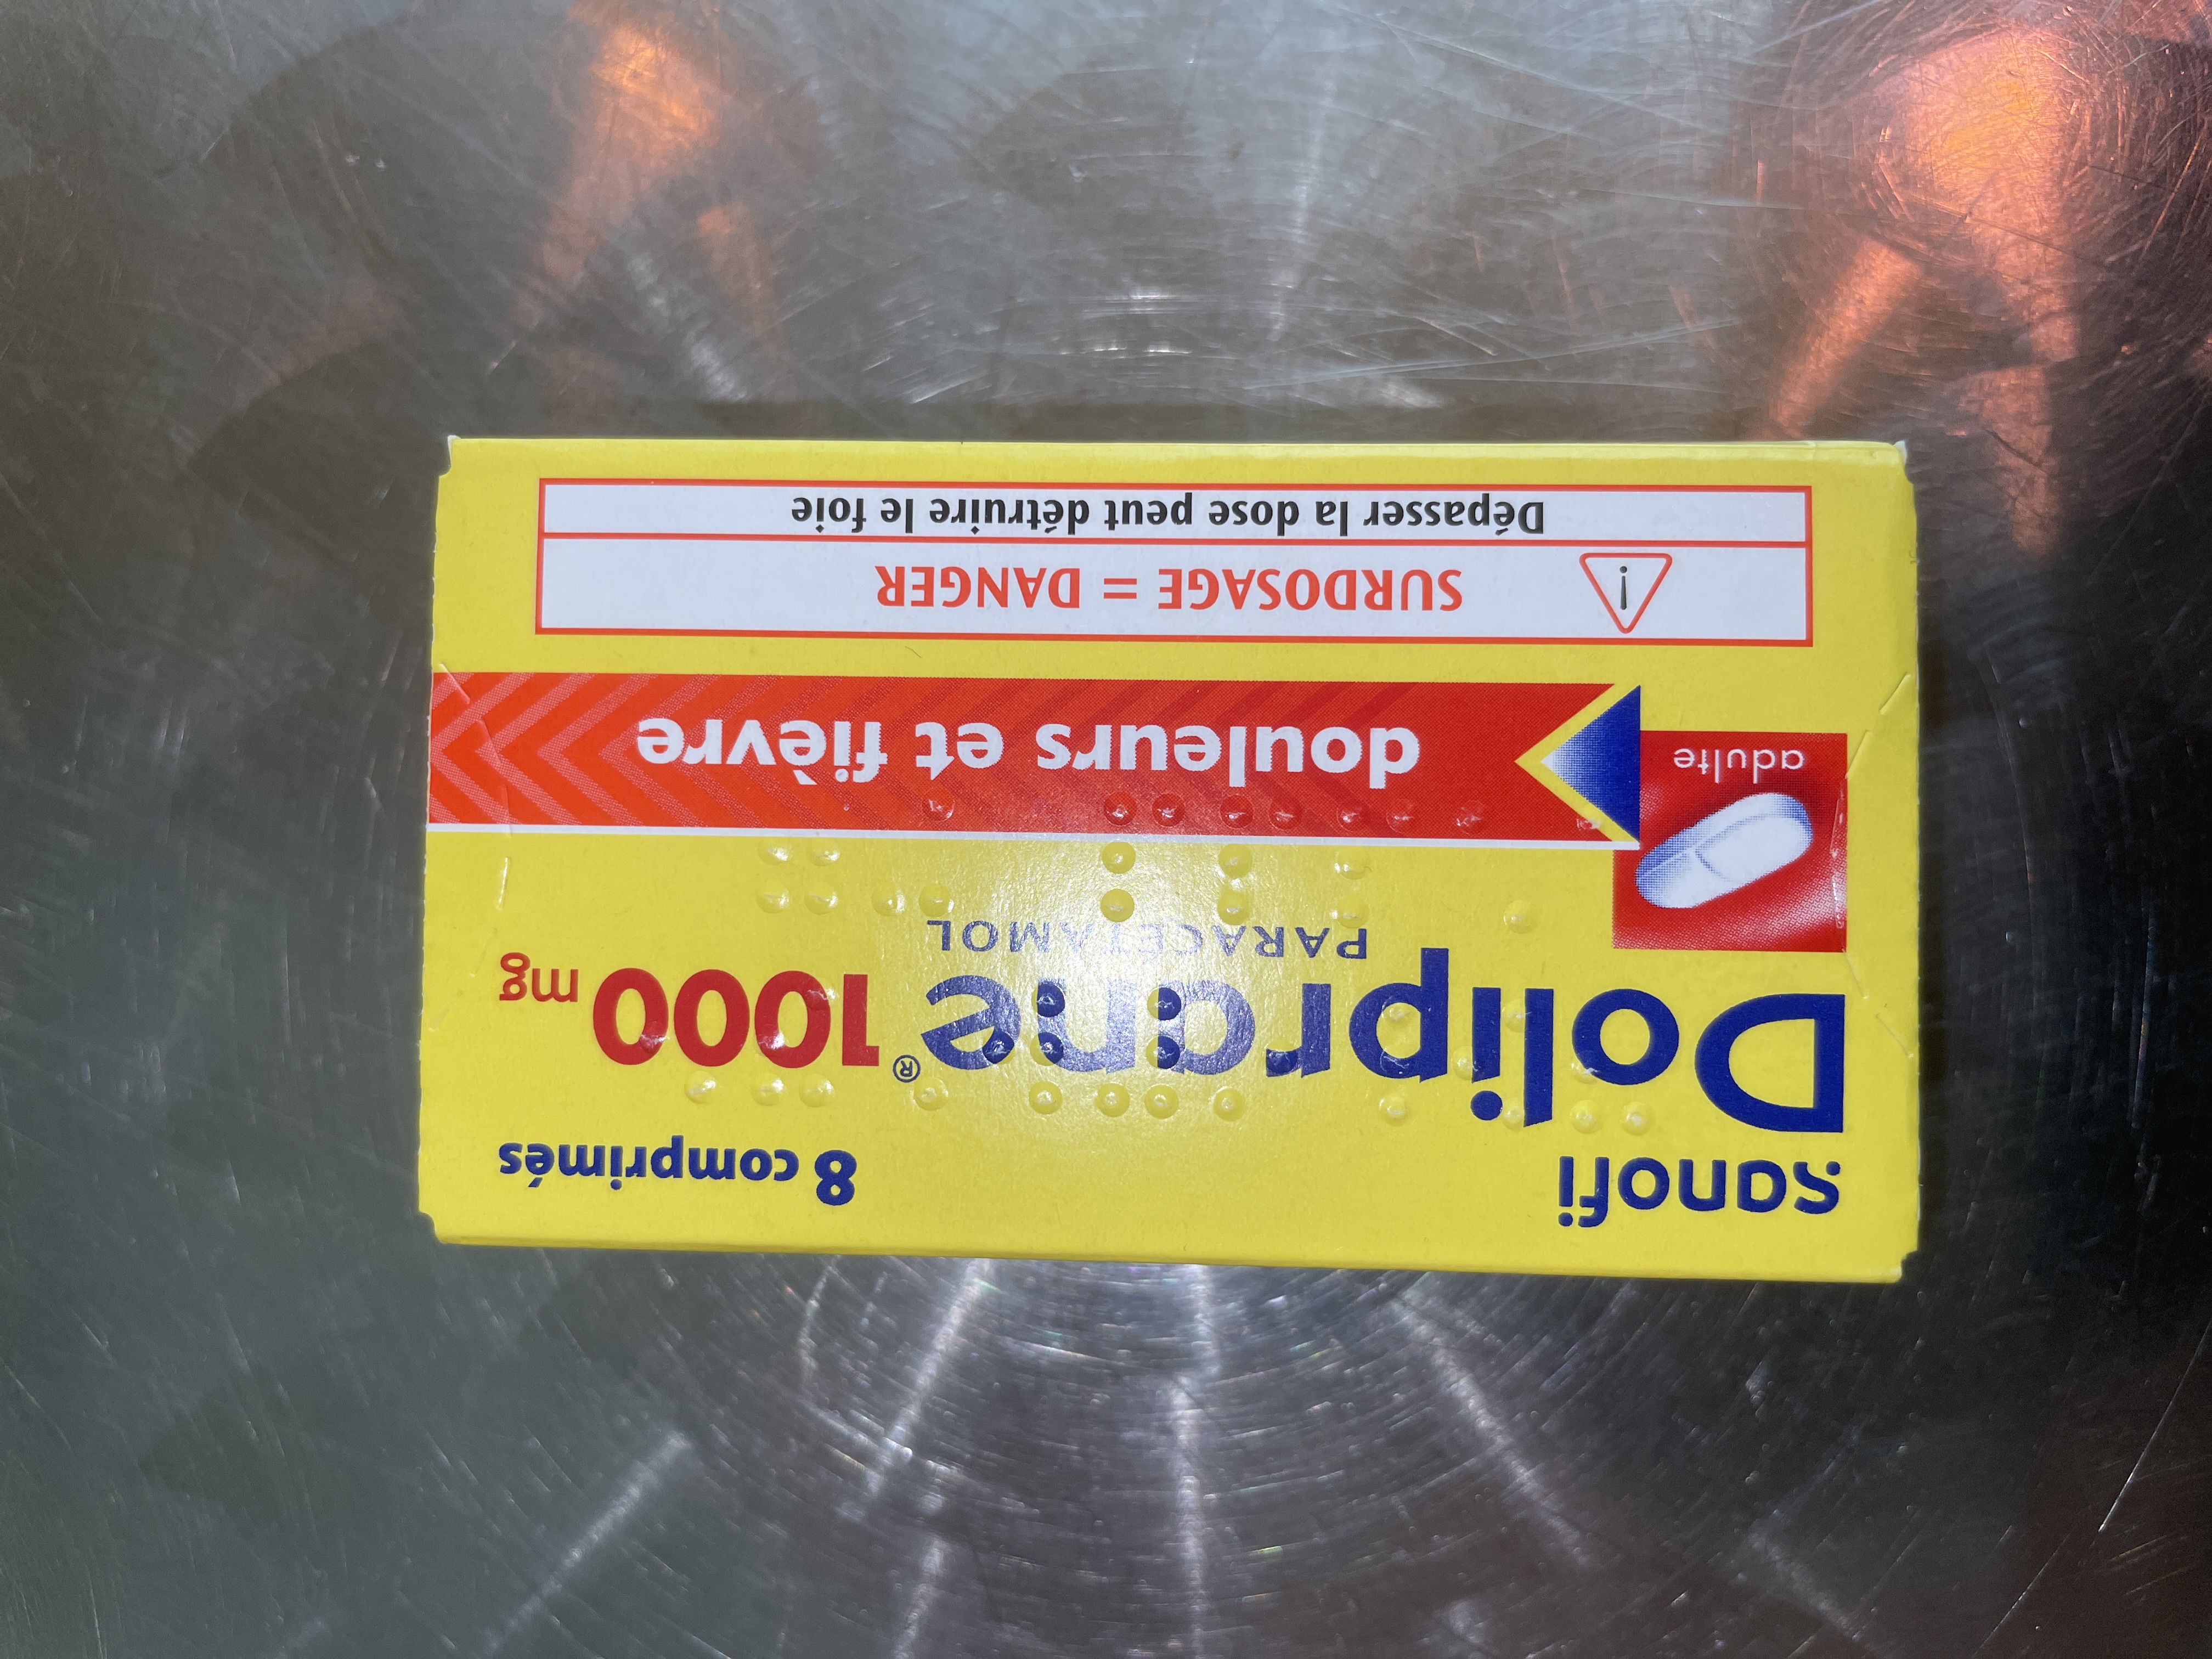 sanofi
8 comprimés
Doliprane® 1000 mg
PARACÉTAMOL
adulte
douleurs et fièvre
! SURDOSAGE = DANGER
Dépasser la dose peut détruire le foie